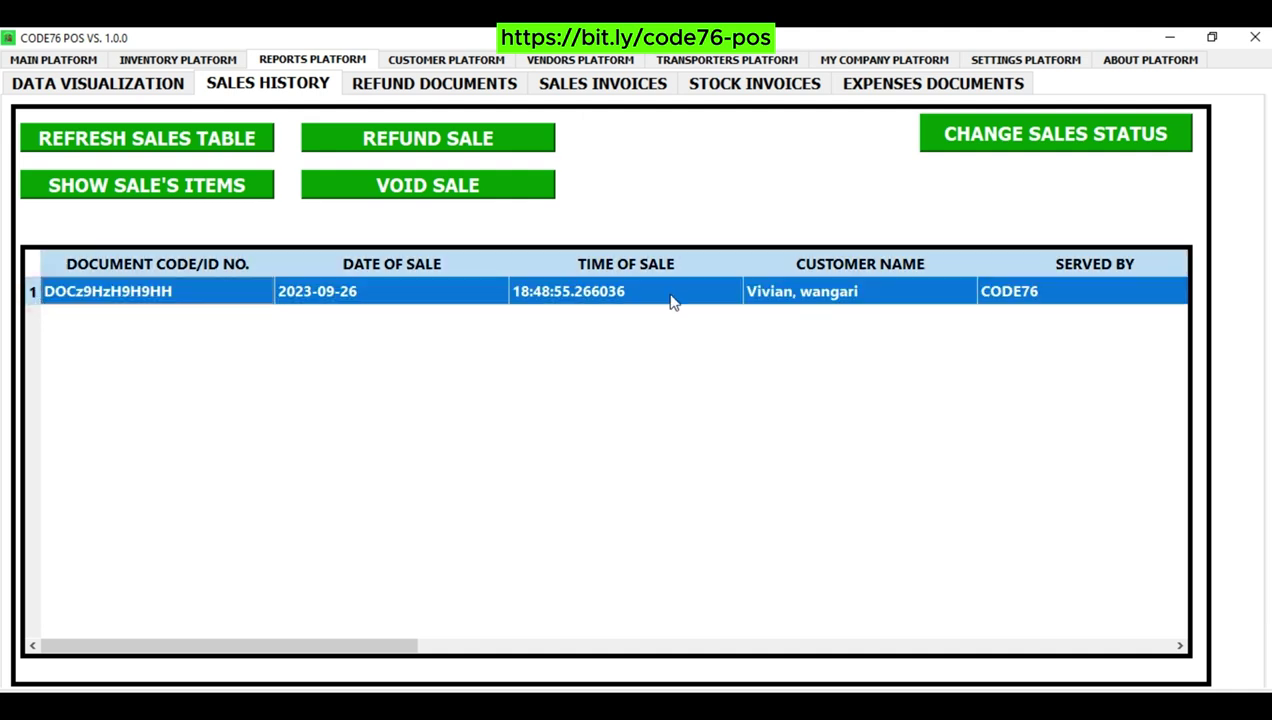 https://bit.ly/code76-pos
CODE76 POS VS. 1.0.0
MAIN PLATFORM INVENTORY PLATFORM REPORTS PLATFORM CUSTOMER PLATFORM VENDORS PLATFORM TRANSPORTERS PLATFORM MY COMPANY PLATFORM SETTINGS PLATFORM ABOUT PLATFORM
DATA VISUALIZATION SALES HISTORY REFUND DOCUMENTS SALES INVOICES STOCK INVOICES EXPENSES DOCUMENTS
REFRESH SALES TABLE REFUND SALE CHANGE SALES STATUS
SHOW SALE'S ITEMS VOID SALE
DOCUMENT CODE/ID NO. DATE OF SALE TIME OF SALE CUSTOMER NAME SERVED BY
1 DOCz9HzH9H9HH 2023-09-26 18:48:55.266036 Vivian, wangari CODE76